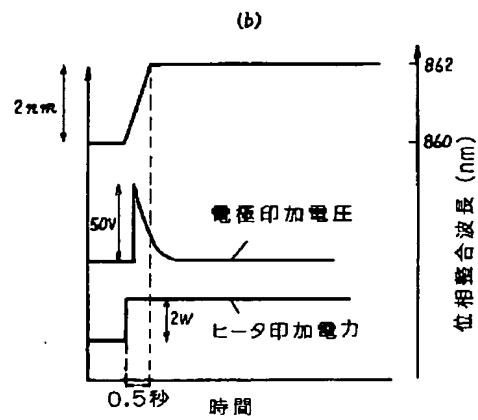 (b)
2nm
862
860
50V
電極印加電圧
2W
ヒータ印加電力
0.5秒
時間
位相整合波長 (nm)